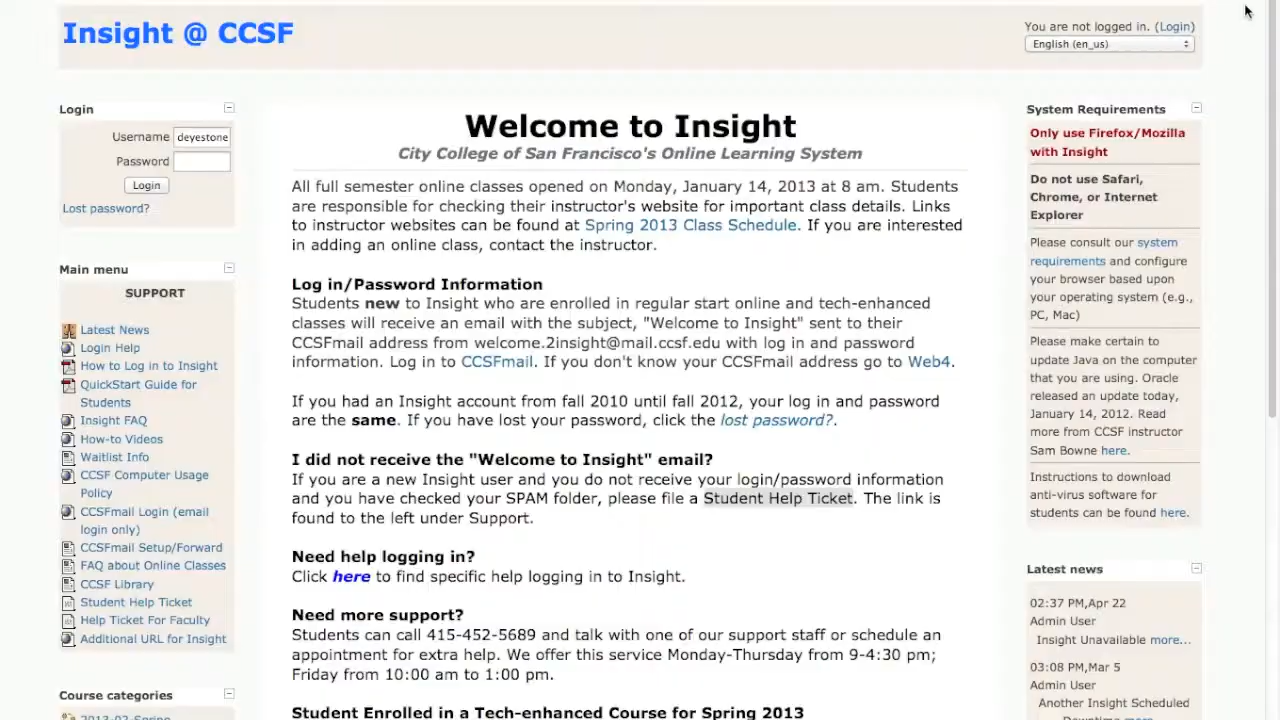 Insight @ CCSF
You are not logged in. (Login)
English (en_us)
Login
Username deyestone
Password
Login
Lost password?
Main menu
SUPPORT
Latest News
Login Help
How to Log in to Insight
QuickStart Guide for
Students
Insight FAQ
How-to Videos
Waitlist Info
CCSF Computer Usage
Policy
CCSFmail Login (email
login only)
CCSFmail Setup/Forward
FAQ about Online Classes
CCSF Library
Student Help Ticket
Help Ticket For Faculty
Additional URL for Insight
Course categories
2013-02-Spring
Welcome to Insight
City College of San Francisco's Online Learning System
All full semester online classes opened on Monday, January 14, 2013 at 8 am. Students
are responsible for checking their instructor's website for important class details. Links
to instructor websites can be found at Spring 2013 Class Schedule. If you are interested
in adding an online class, contact the instructor.
Log in/Password Information
Students new to Insight who are enrolled in regular start online and tech-enhanced
classes will receive an email with the subject, "Welcome to Insight" sent to their
CCSFmail address from welcome.2insight@mail.ccsf.edu with log in and password
information. Log in to CCSFmail. If you don't know your CCSFmail address go to Web4.
If you had an Insight account from fall 2010 until fall 2012, your log in and password
are the same. If you have lost your password, click the lost password?.
I did not receive the "Welcome to Insight" email?
If you are a new Insight user and you do not receive your login/password information
and you have checked your SPAM folder, please file a Student Help Ticket. The link is
found to the left under Support.
Need help logging in?
Click here to find specific help logging in to Insight.
Need more support?
Students can call 415-452-5689 and talk with one of our support staff or schedule an
appointment for extra help. We offer this service Monday-Thursday from 9-4:30 pm;
Friday from 10:00 am to 1:00 pm.
Student Enrolled in a Tech-enhanced Course for Spring 2013
System Requirements
Only use Firefox/Mozilla
with Insight
Do not use Safari,
Chrome, or Internet
Explorer
Please consult our system
requirements and configure
your browser based upon
your operating system (e.g.,
PC, Mac)
Please make certain to
update Java on the computer
that you are using. Oracle
released an update today,
January 14, 2012. Read
more from CCSF instructor
Sam Bowne here.
Instructions to download
anti-virus software for
students can be found here.
Latest news
02:37 PM,Apr 22
Admin User
Insight Unavailable more...
03:08 PM,Mar 5
Admin User
Another Insight Scheduled
Downtime more...